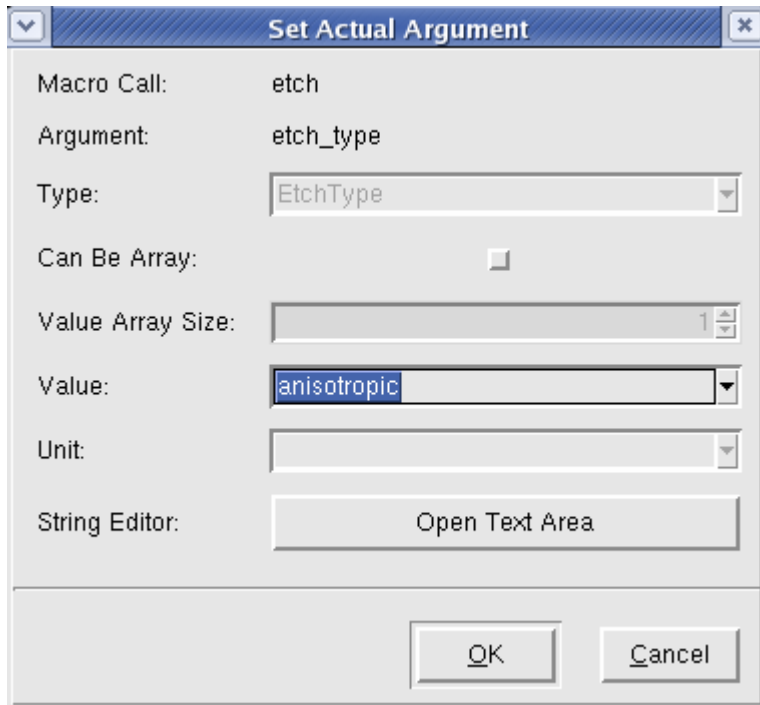 Set Actual Argument
Macro Call: etch
Argument: etch_type
Type: EtchType
Can Be Array:
Value Array Size: 1
Value: anisotropic
Unit:
String Editor: Open Text Area
OK Cancel